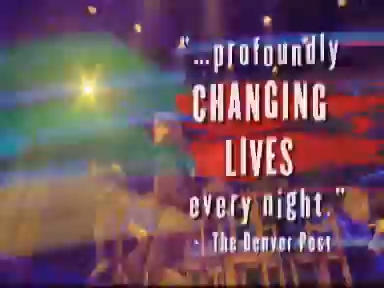 "...profoundly
CHANGING
LIVES
every night."
- The Denver Post